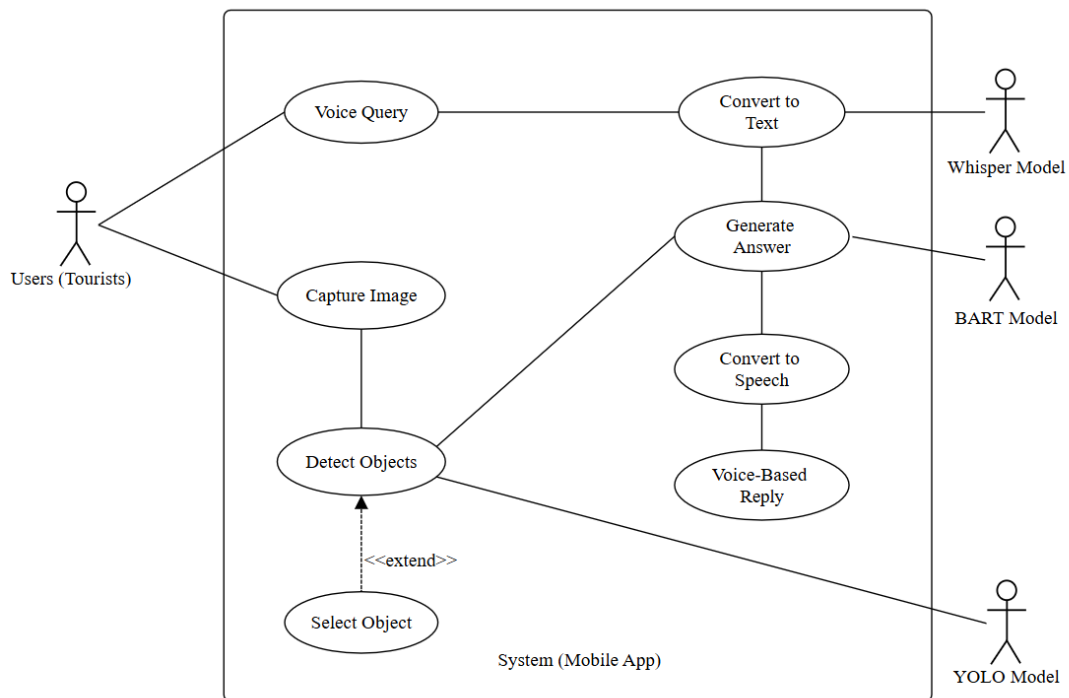 Voice Query
Convert to
Text
Whisper Model
Users (Tourists)
Generate
Answer
BART Model
Capture Image
Convert to
Speech
Detect Objects
Voice-Based
Reply
<<extend>>
Select Object
System (Mobile App)
YOLO Model